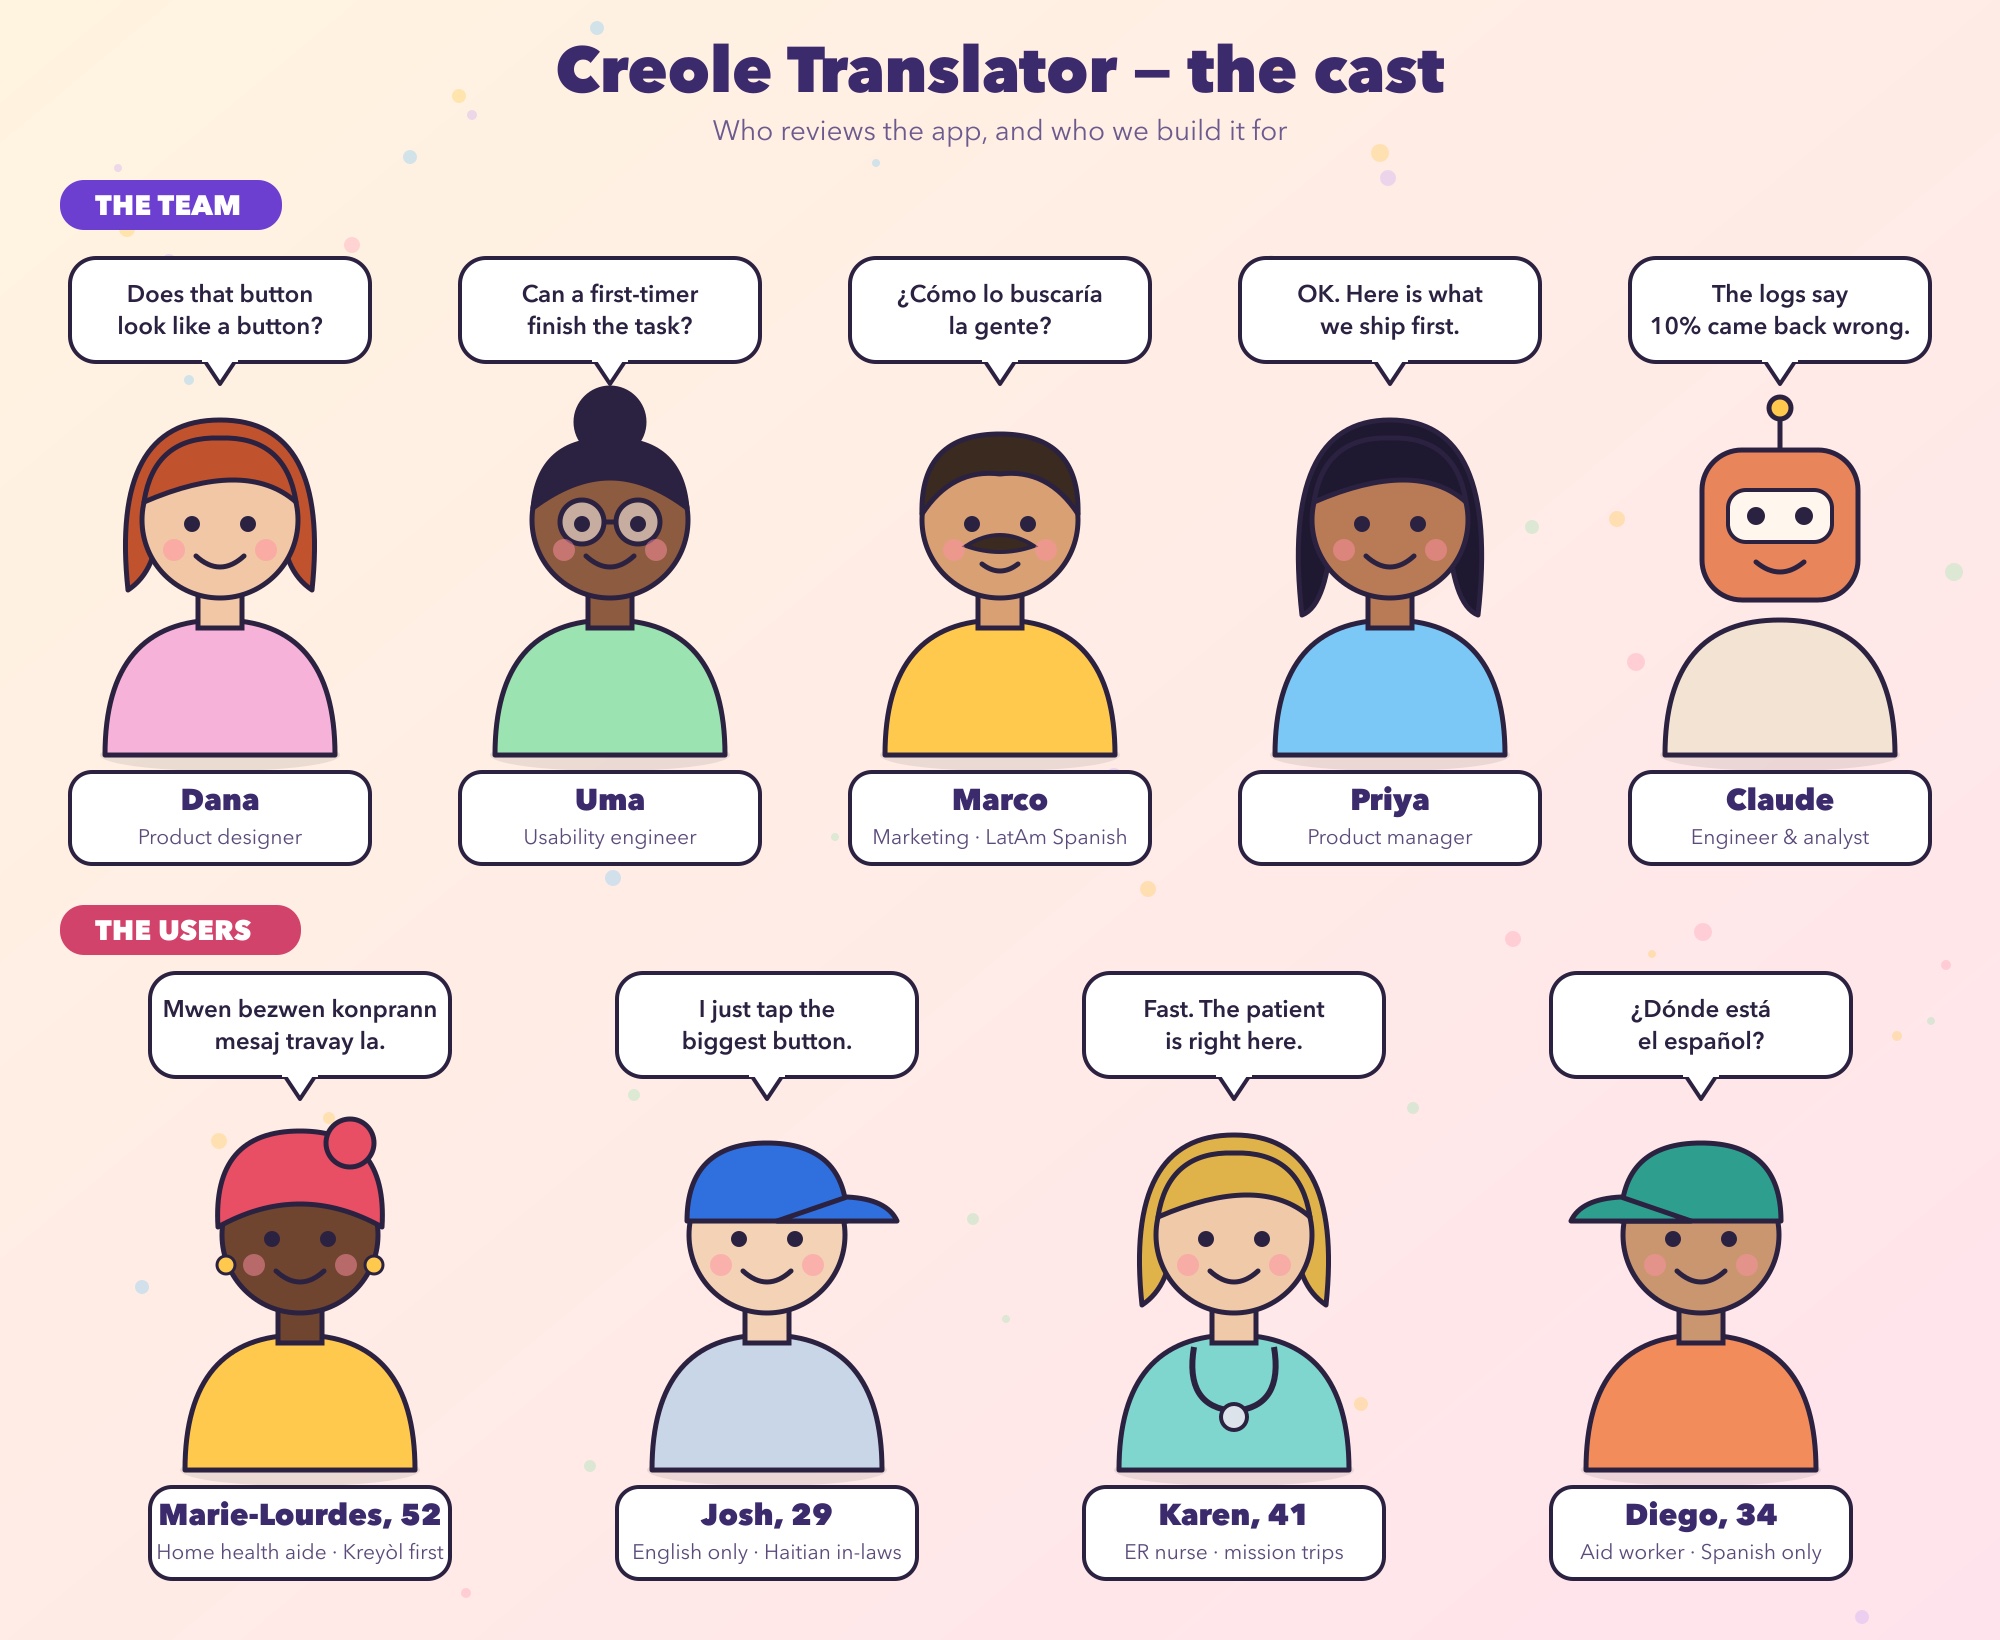 Creole Translator – the cast
Who reviews the app, and who we build it for
THE TEAM
Does that button
look like a button?
Can a first-timer
finish the task?
¿Cómo lo buscaría
la gente?
OK. Here is what
we ship first.
The logs say
10% came back wrong.
Dana
Product designer
Uma
Usability engineer
Marco
Marketing · LatAm Spanish
Priya
Product manager
Claude
Engineer & analyst
THE USERS
Mwen bezwen konprann
mesaj travay la.
I just tap the
biggest button.
Fast. The patient
is right here.
¿Dónde está
el español?
Marie-Lourdes, 52
Home health aide · Kreyòl first
Josh, 29
English only · Haitian in-laws
Karen, 41
ER nurse · mission trips
Diego, 34
Aid worker · Spanish only